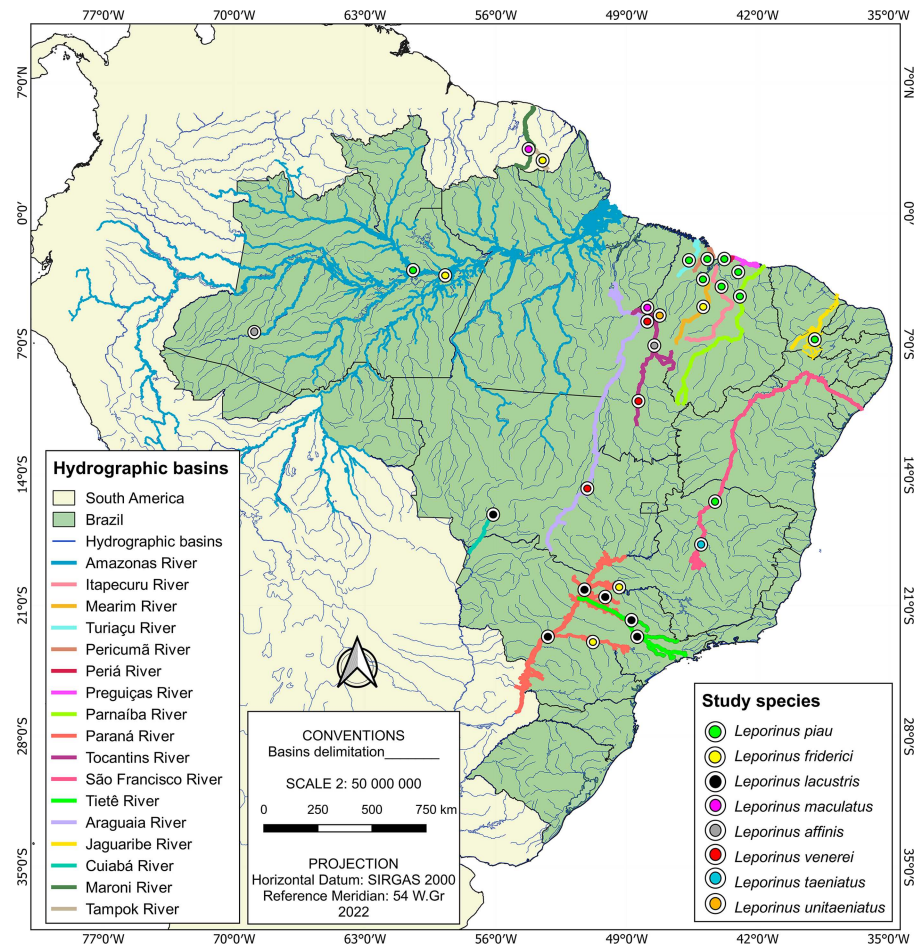 77°0'W 70°0'W 63°0'W 56°0'W 49°0'W 42°0'W 35°0'W
7°0'N 7°0'N
0°0' 0°0'
7°0'S 7°0'S
14°0'S 14°0'S
21°0'S 21°0'S
28°0'S 28°0'S
35°0'S 35°0'S
Hydrographic basins
South America
Brazil
Hydrographic basins
Amazonas River
Itapecuru River
Mearim River
Turiaçu River
Pericumã River
Periá River
Preguiças River
Parnaíba River
Paraná River
Tocantins River
São Francisco River
Tietê River
Araguaia River
Jaguaribe River
Cuiabá River
Maroni River
Tampok River
CONVENTIONS
Basins delimitation________
SCALE 2: 50 000 000
0 250 500 750 km
PROJECTION
Horizontal Datum: SIRGAS 2000
Reference Meridian: 54 W.Gr
2022
Study species
Leporinus piau
Leporinus friderici
Leporinus lacustris
Leporinus maculatus
Leporinus affinis
Leporinus venerei
Leporinus taeniatus
Leporinus unitaeniatus
77°0'W 70°0'W 63°0'W 56°0'W 49°0'W 42°0'W 35°0'W